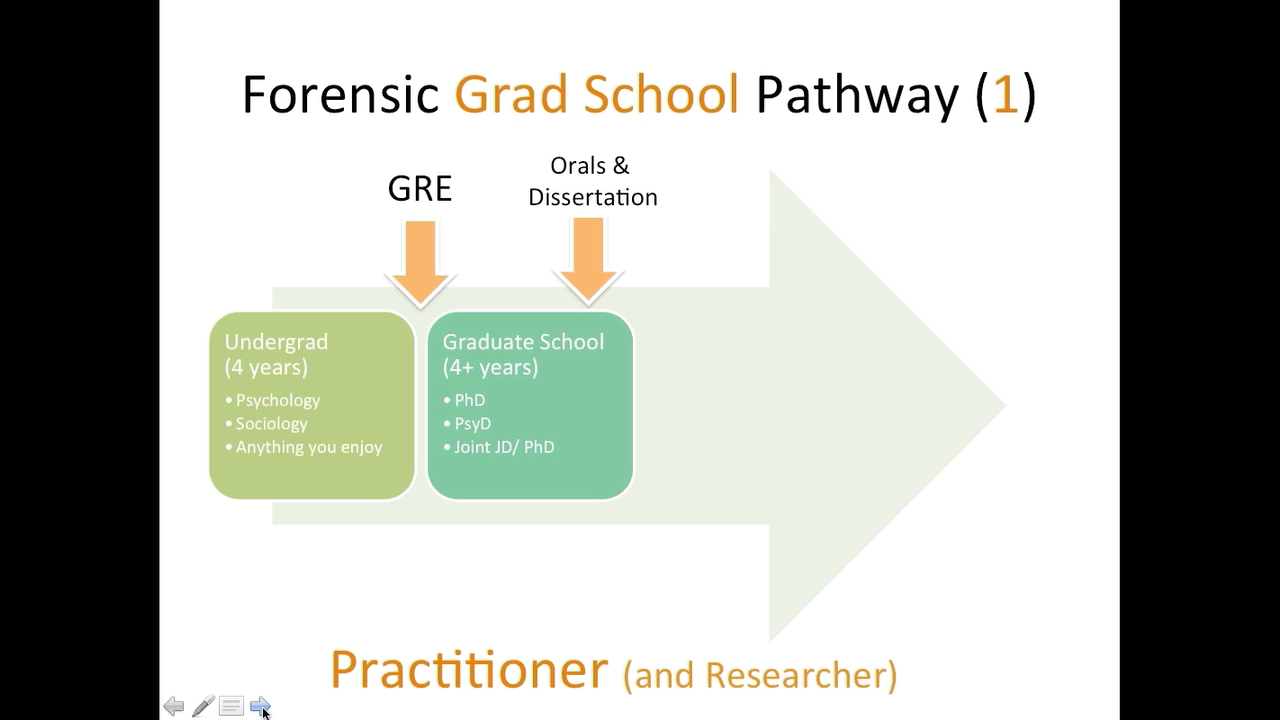 Forensic Grad School Pathway (1)
GRE
Orals &
Dissertation
Undergrad
(4 years)
• Psychology
• Sociology
• Anything you enjoy
Graduate School
(4+ years)
• PhD
• PsyD
• Joint JD/ PhD
Practitioner (and Researcher)